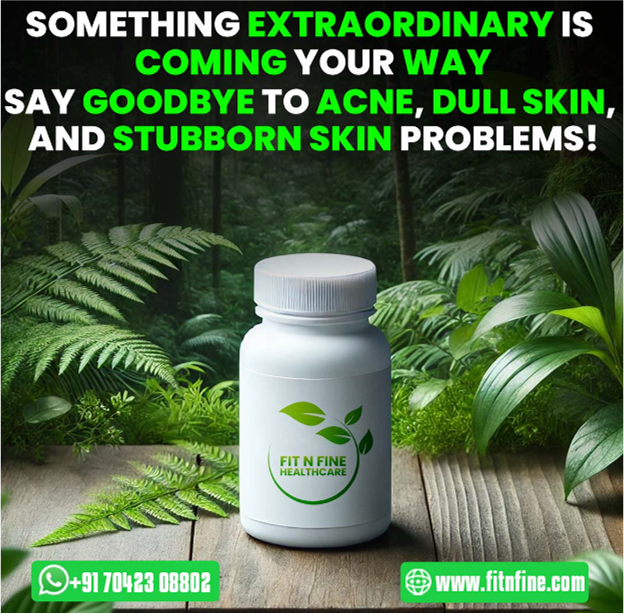 SOMETHING EXTRAORDINARY IS
COMING YOUR WAY
SAY GOODBYE TO ACNE, DULL SKIN,
AND STUBBORN SKIN PROBLEMS!
FIT N FINE
HEALTHCARE
+91 70423 08802
www.fitnfine.com